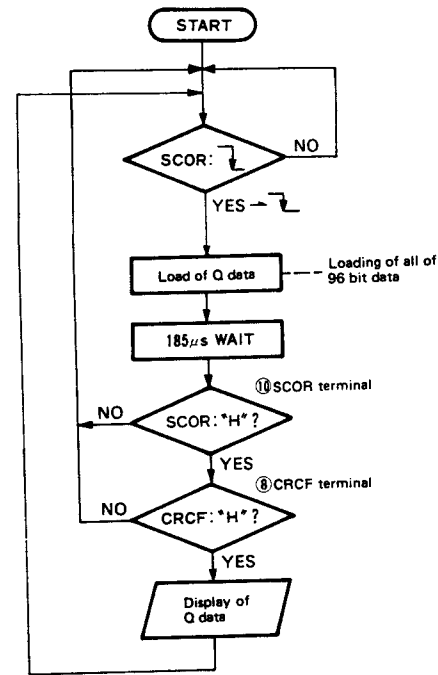 START
SCOR:
NO
YES
Load of Q data
Loading of all of
96 bit data
185μs WAIT
⑩SCOR terminal
NO
SCOR: "H"?
YES
⑧CRCF terminal
NO
CRCF: "H"?
YES
Display of
Q data